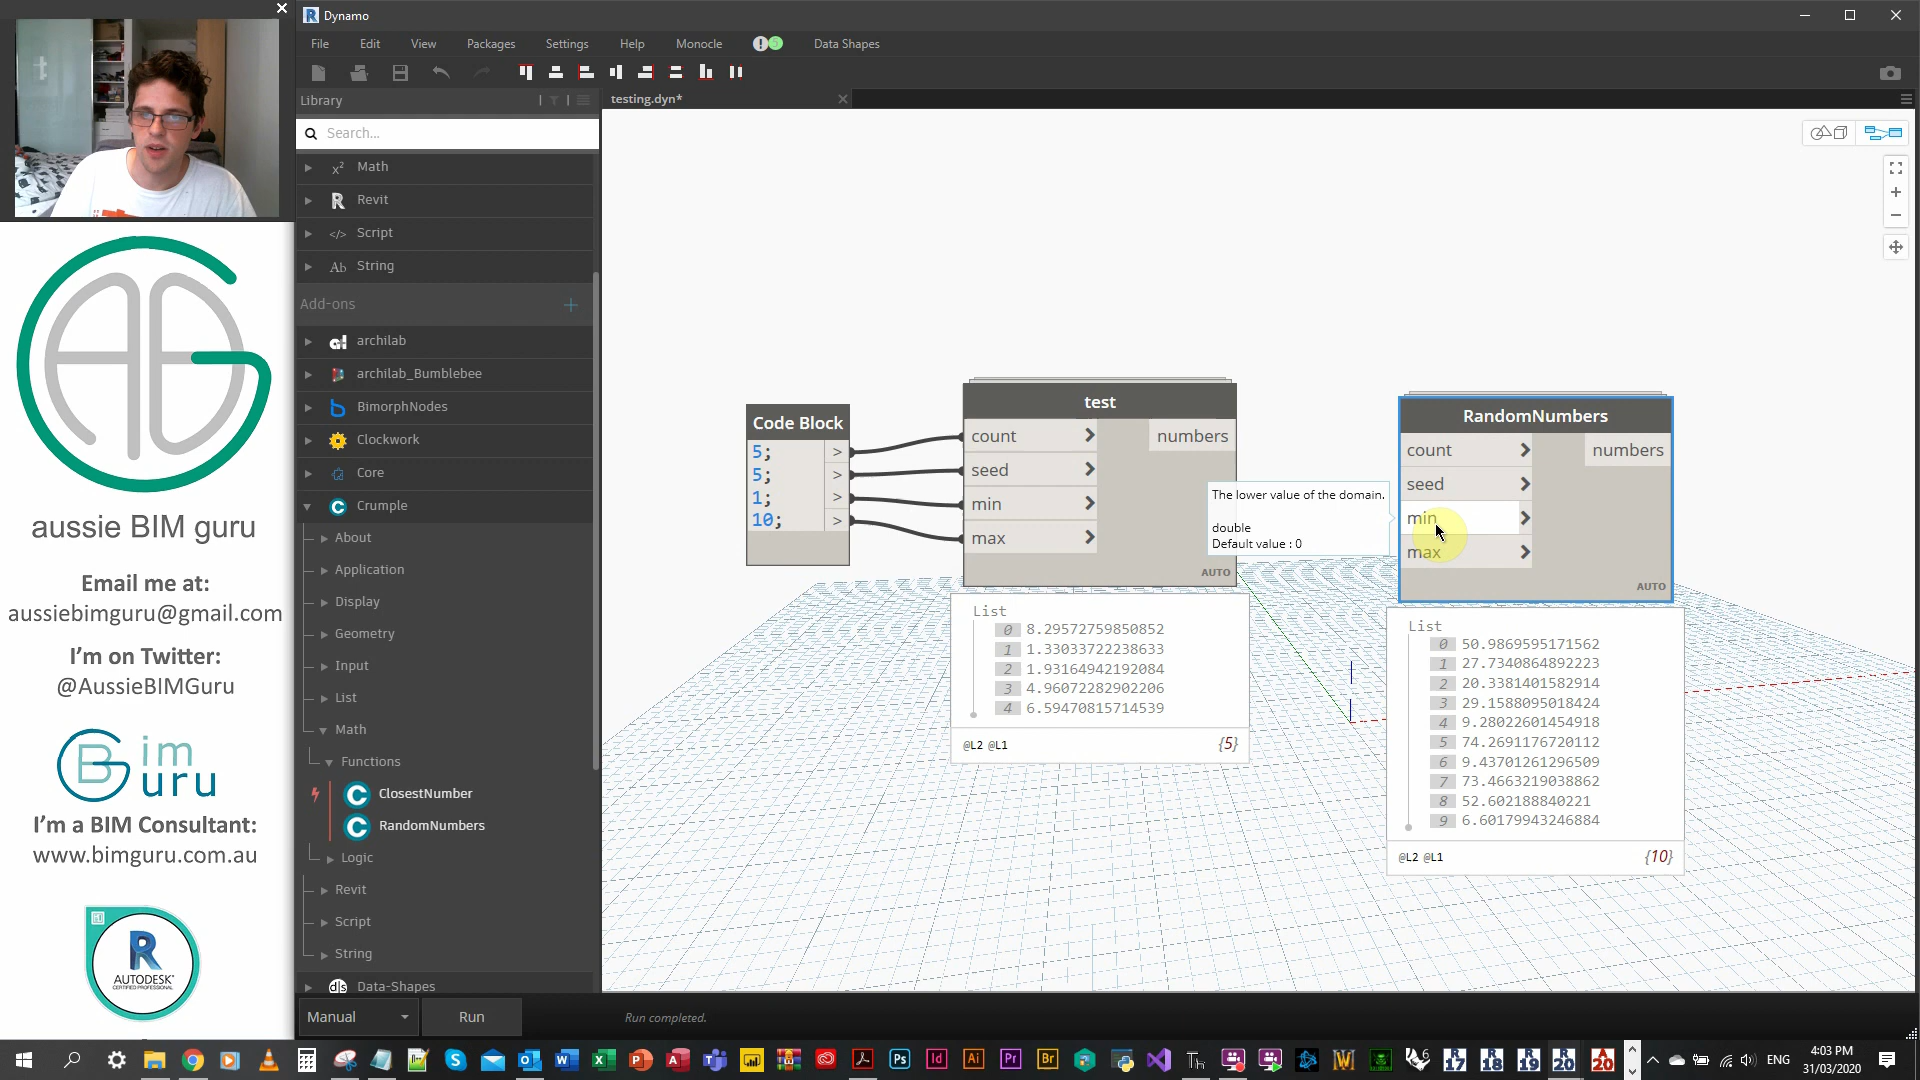 Dynamo
File Edit View Packages Settings Help Monocle Data Shapes
Library
testing.dyn*
Search...
Math
Revit
Script
Ab String
Add-ons
archilab
archilab_Bumblebee
BimorphNodes
Clockwork
Core
Crumple
About
Application
Display
Geometry
Input
List
Math
Functions
ClosestNumber
RandomNumbers
Logic
Revit
Script
String
Data-Shapes
Manual
Run
Run completed.
aussie BIM guru
Email me at:
aussiebimguru@gmail.com
I'm on Twitter:
@AussieBIMGuru
Bim
Guru
I'm a BIM Consultant:
www.bimguru.com.au
R
AUTODESK
CERTIFIED PROFESSIONAL
Code Block
5; >
5; >
1; >
10; >
test
count numbers
seed
min
max
AUTO
List
0 8.29572759850852
1 1.33033722238633
2 1.93164942192084
3 4.96072282902206
4 6.59470815714539
@L2 @L1 {5}
The lower value of the domain.
double
Default value : 0
RandomNumbers
count numbers
seed
min
max
AUTO
List
0 50.9869595171562
1 27.7340864892223
2 20.3381401582914
3 29.1588095018424
4 9.28022601454918
5 74.2691176720112
6 9.43701261296509
7 73.4663219038862
8 52.602188840221
9 6.60179943246884
@L2 @L1 {10}
ENG
4:03 PM
31/03/2020